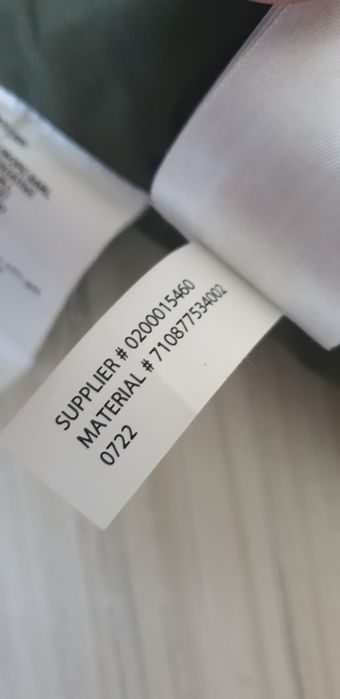 SUPPLIER # 0200015460
MATERIAL # 710877534002
0722